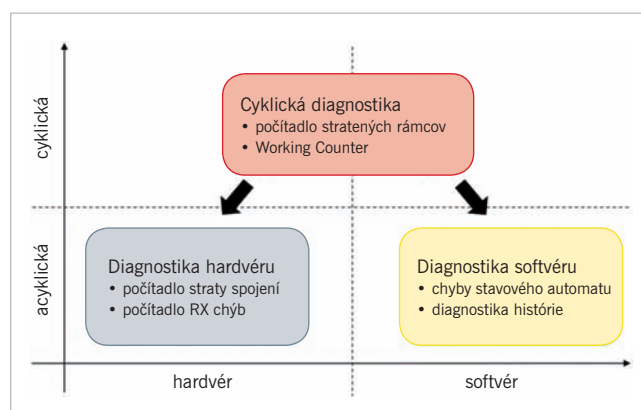 cyklická
Cyklická diagnostika
• počítadlo stratených rámcov
• Working Counter
acyklická
Diagnostika hardvéru
• počítadlo straty spojení
• počítadlo RX chýb
Diagnostika softvéru
• chyby stavového automatu
• diagnostika histórie
hardvér
softvér